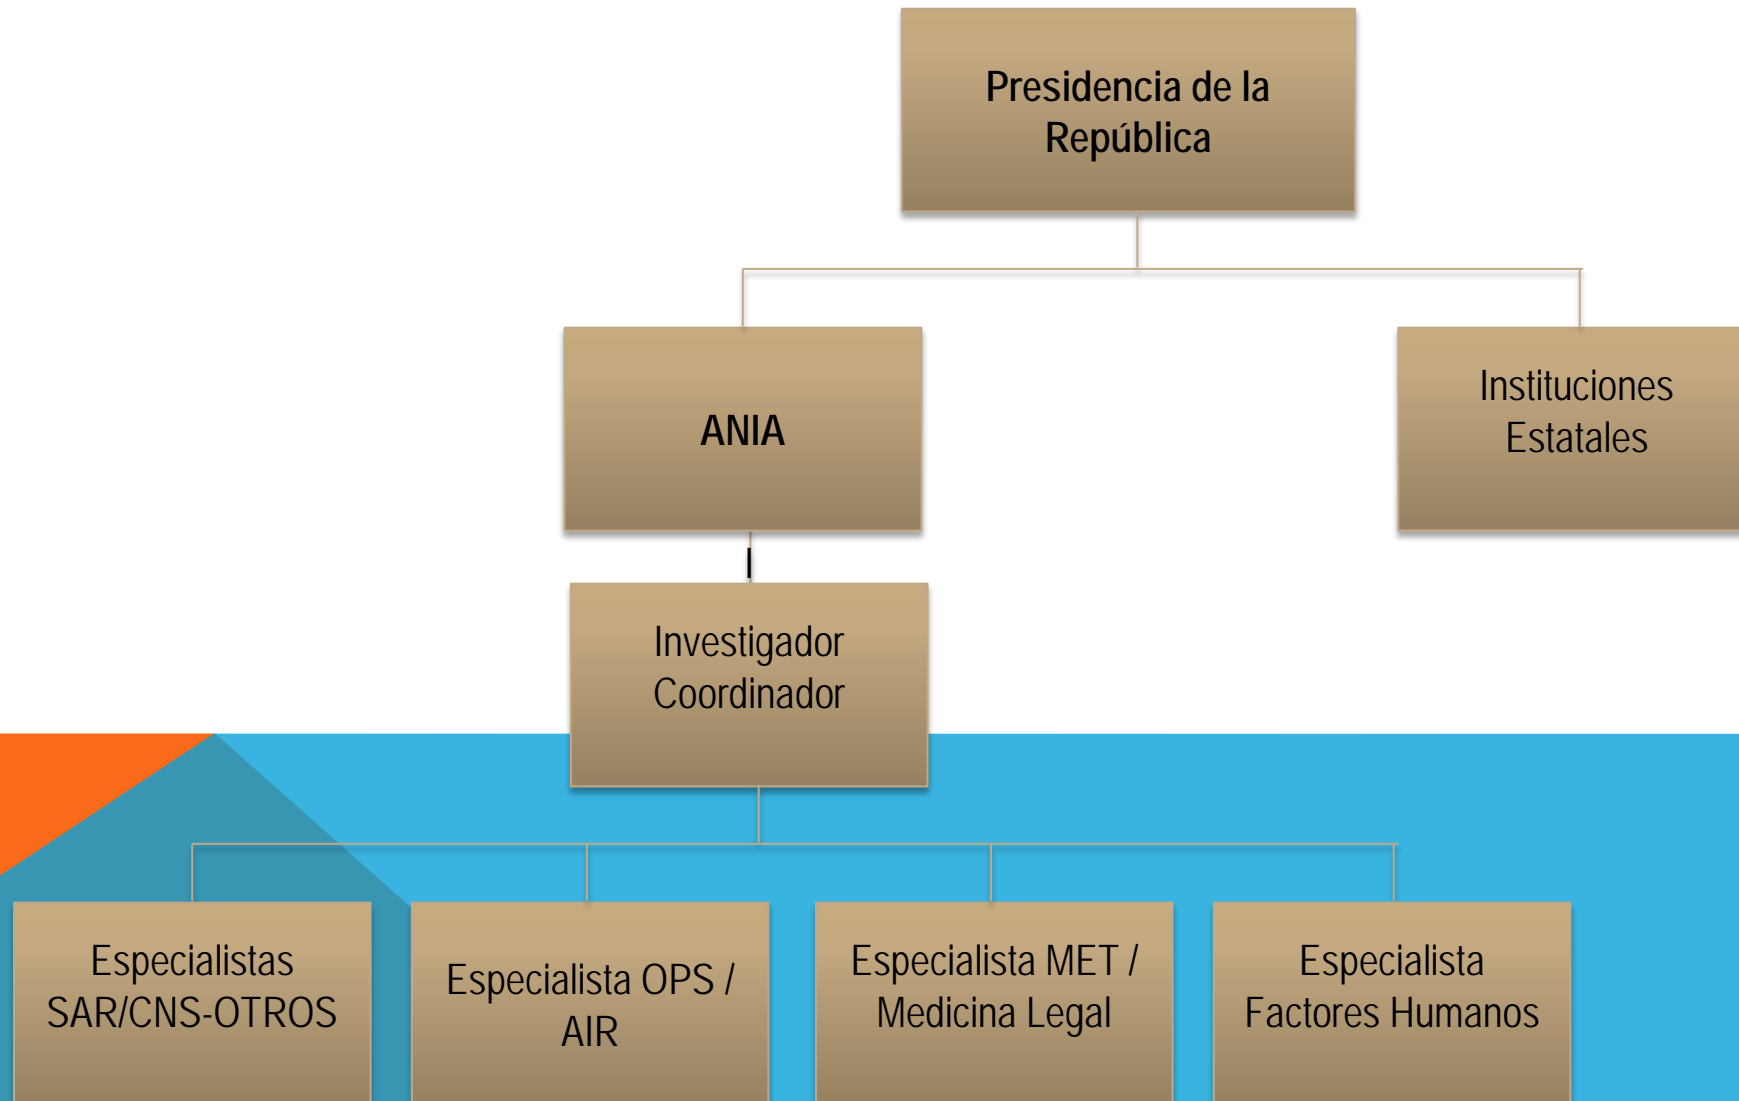 Presidencia de la
República
ANIA
Instituciones
Estatales
I
Investigador
Coordinador
Especialistas
SAR/CNS-OTROS
Especialista OPS /
AIR
Especialista MET /
Medicina Legal
Especialista
Factores Humanos